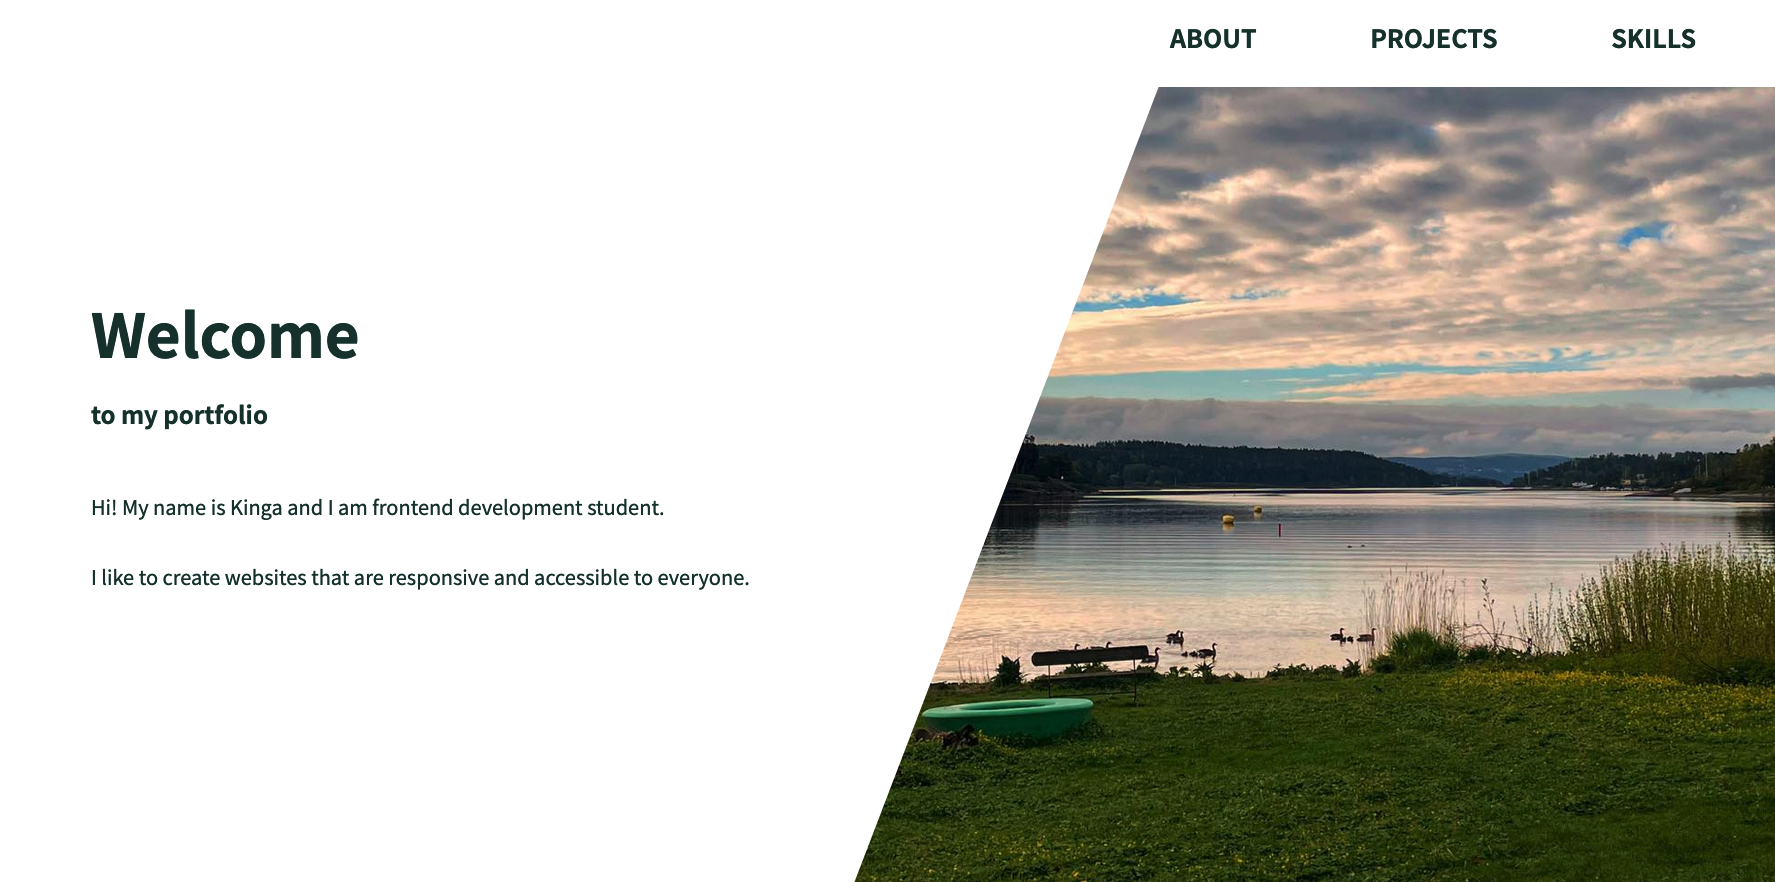 ABOUT PROJECTS SKILLS
Welcome
to my portfolio
Hi! My name is Kinga and I am frontend development student.
I like to create websites that are responsive and accessible to everyone.